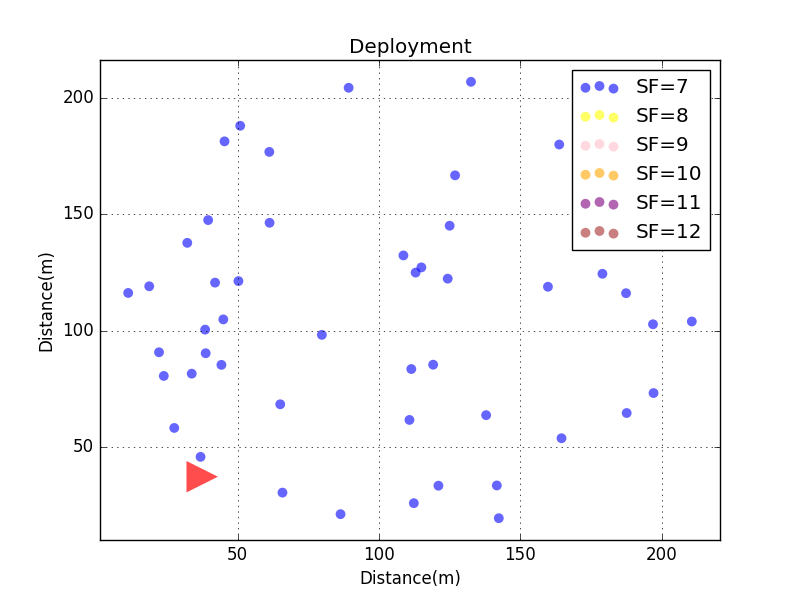 Deployment
SF=7
SF=8
SF=9
SF=10
SF=11
SF=12
200
150
100
50
Distance(m)
50
100
150
200
Distance(m)